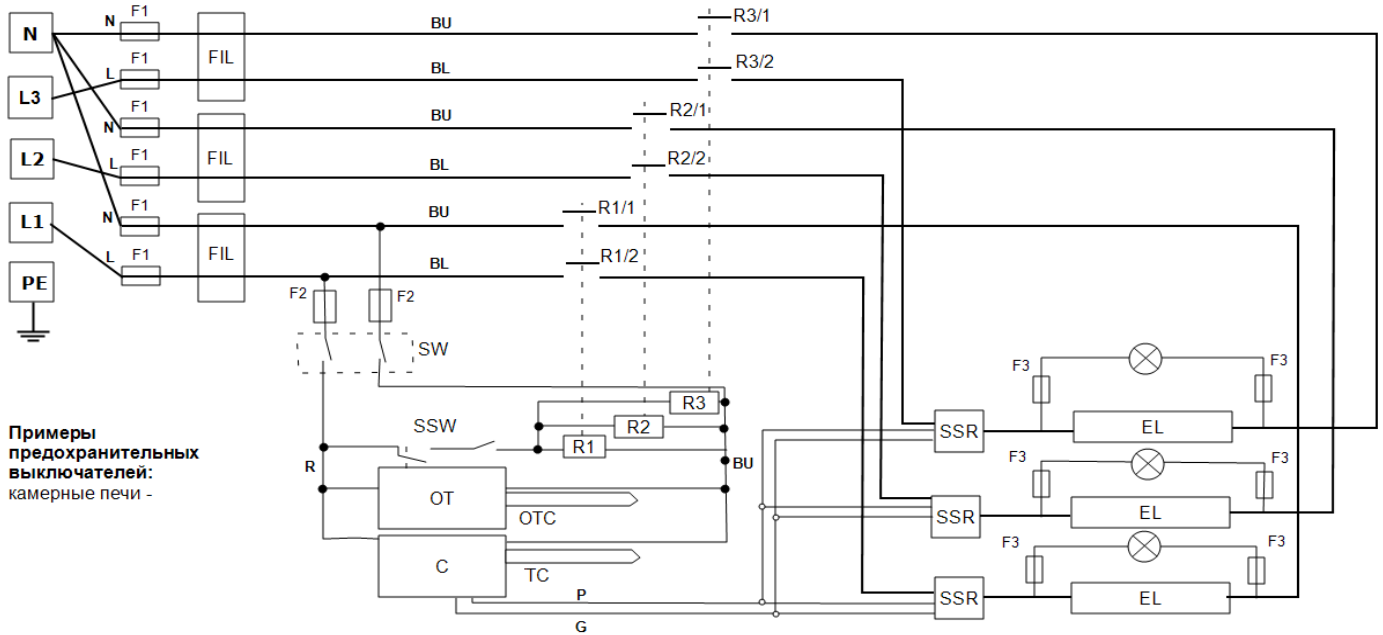 F1
N
BU
R3/1
N
FIL
F1
L
R3/2
L3
BL
F1
R2/1
N
BU
FIL
F1
L2
L
R2/2
BL
F1
R1/1
N
BU
L1
FIL
F1
L
R1/2
BL
PE
F2
F2
SW
F3
F3
R3
SSW
R2
SSR
EL
R1
Примеры
предохранительных
выключателей:
камерные печи -
R
BU
F3
F3
OT
OTC
SSR
EL
F3
F3
C
TC
P
SSR
EL
G